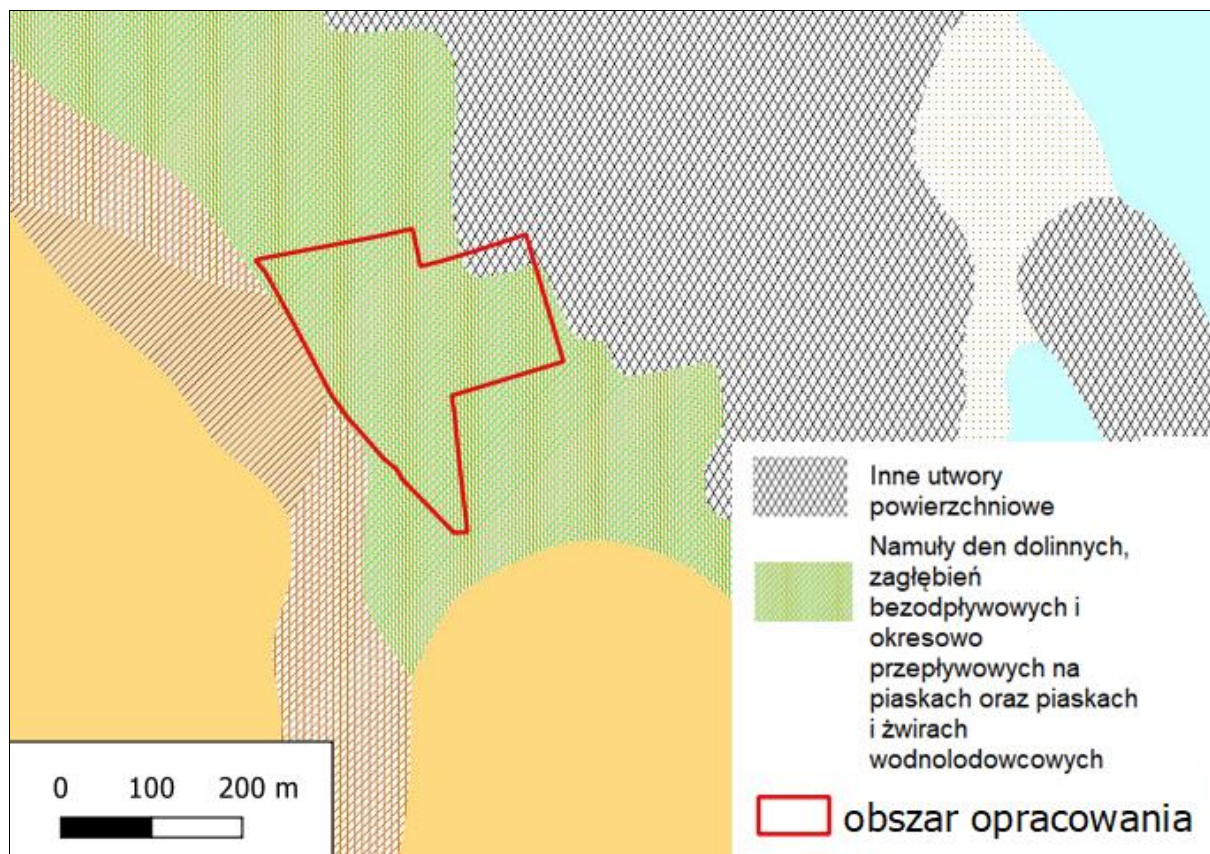 Inne utwory
powierzchniowe
Namuły den dolinnych,
zagłębień
bezodpływowych i
okresowo
przepływowych na
piaskach oraz piaskach
i żwirach
wodnolodowcowych
0 100 200 m
obszar opracowania